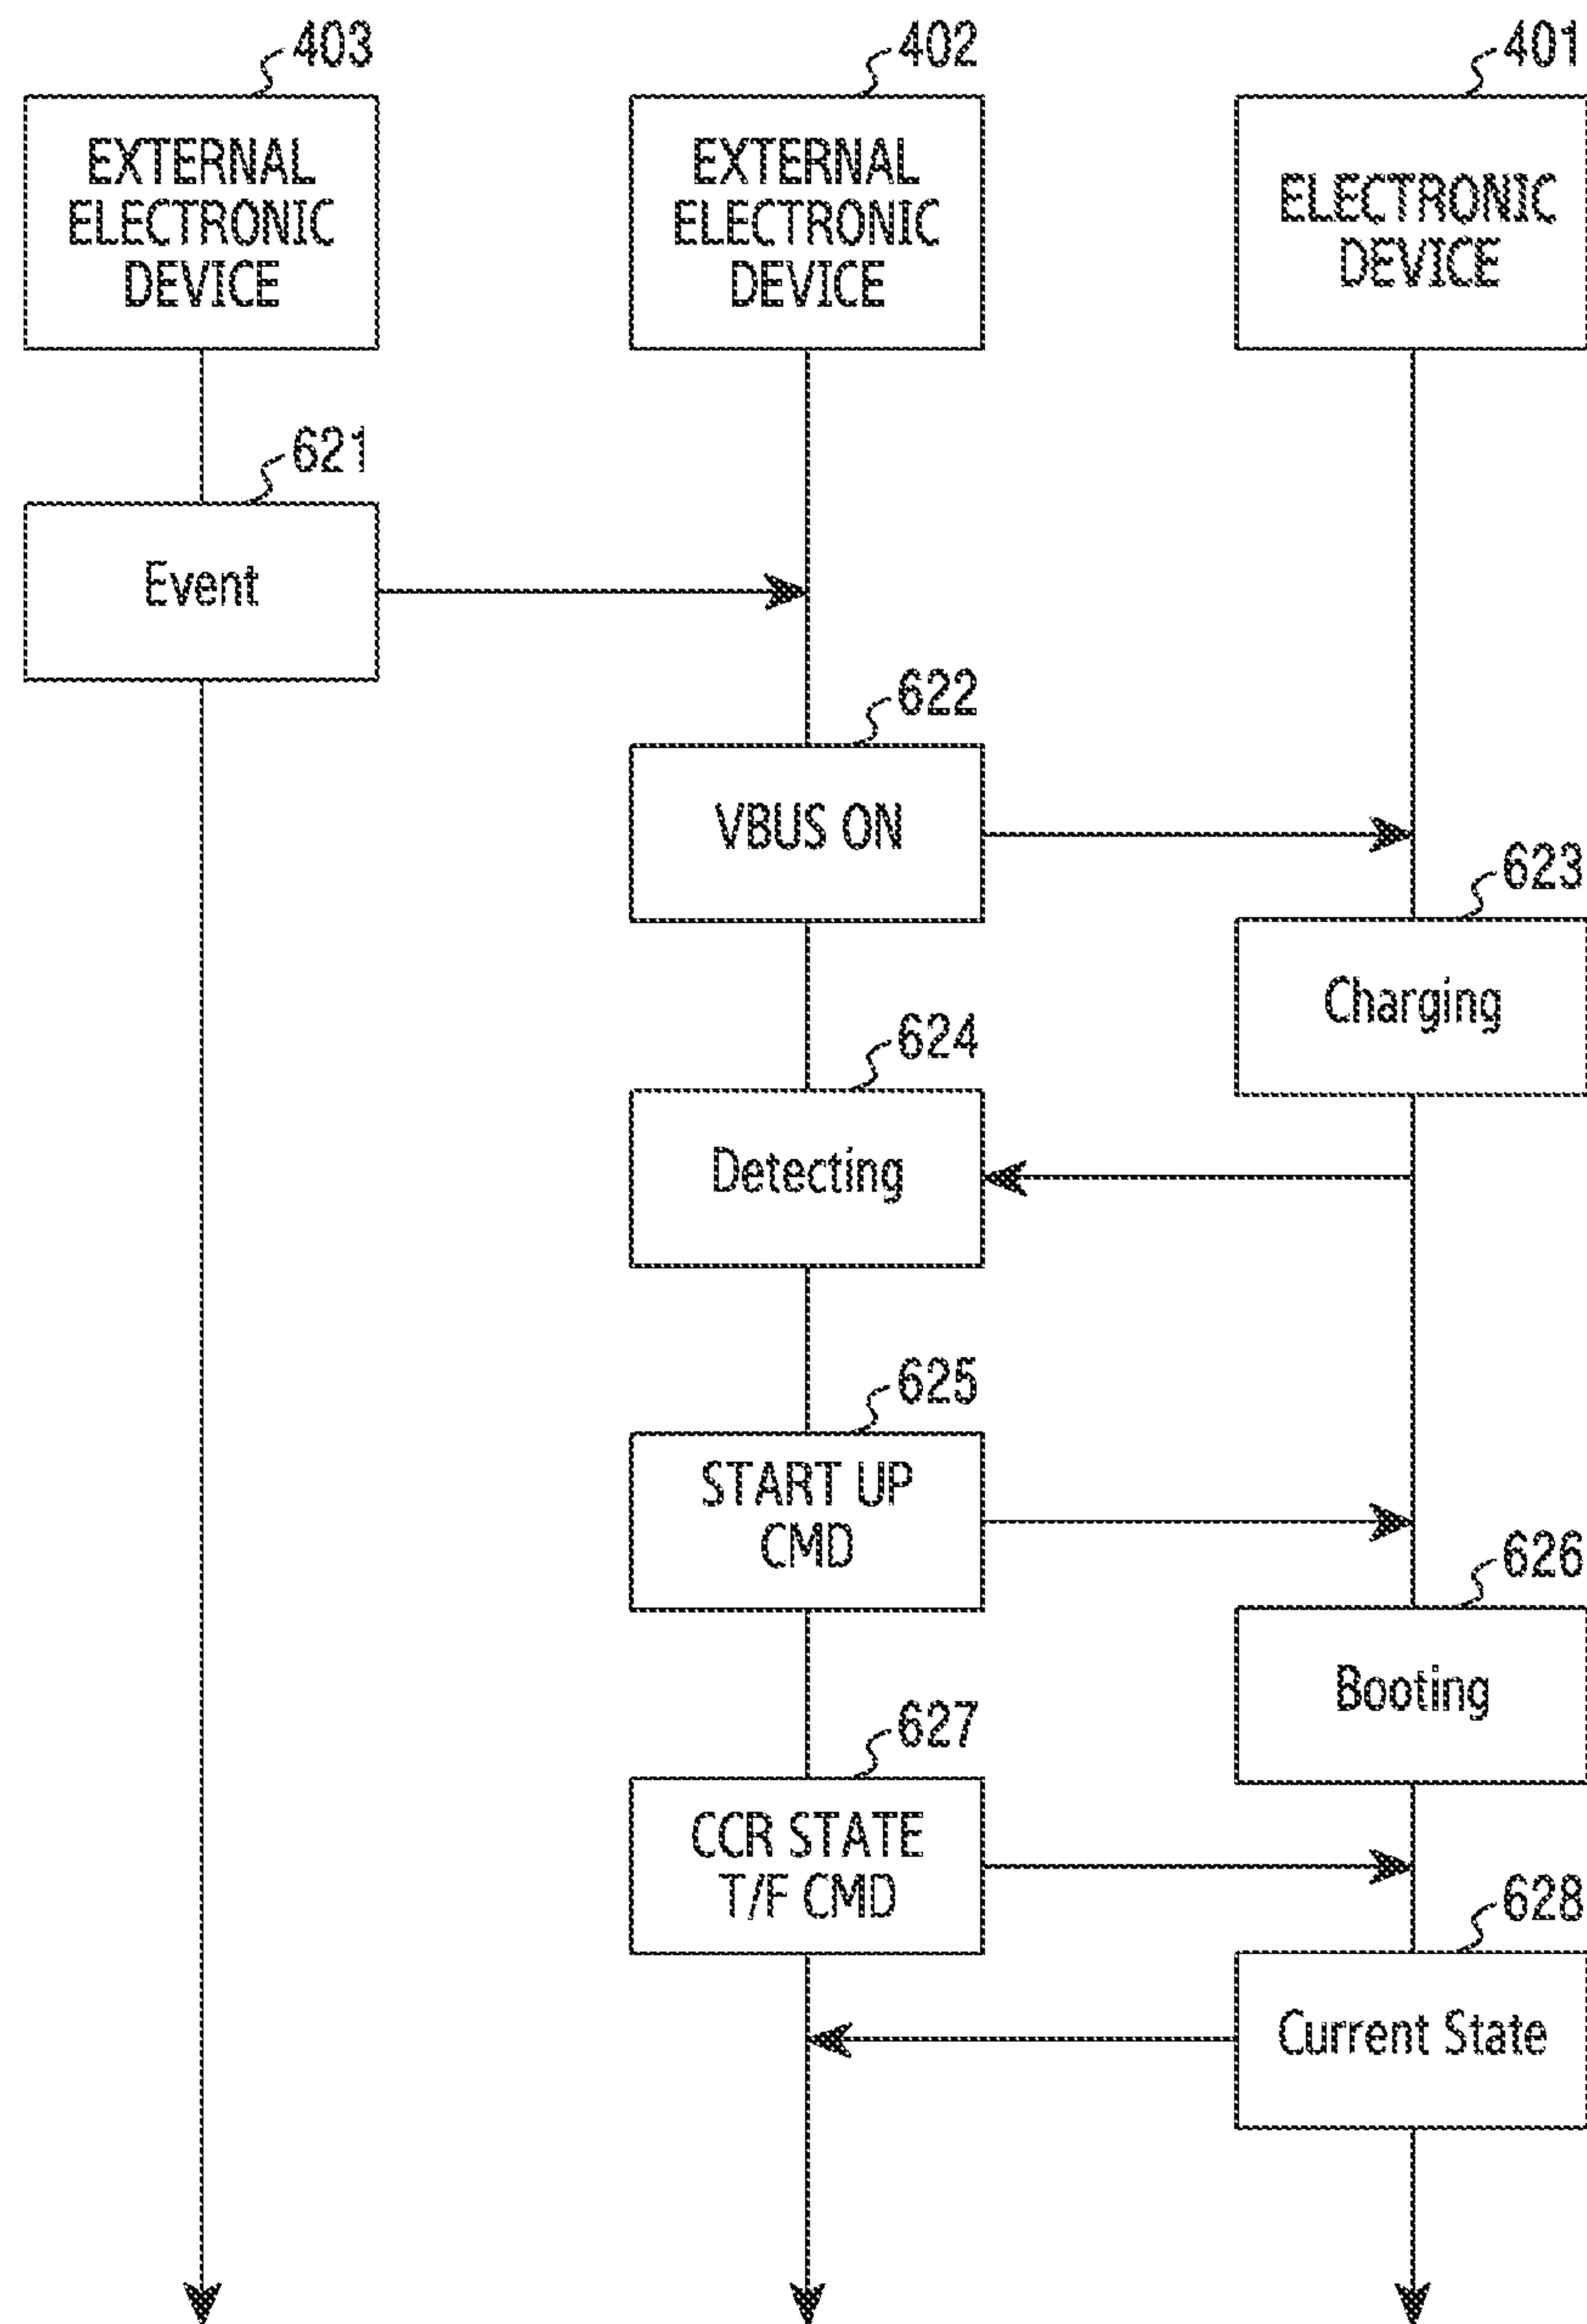 403
402
401
EXTERNAL
ELECTRONIC
DEVICE
EXTERNAL
ELECTRONIC
DEVICE
ELECTRONIC
DEVICE
621
Event
622
VBUS ON
623
Charging
624
Detecting
625
START UP
CMD
626
Booting
627
CCR STATE
T/F CMD
628
Current State